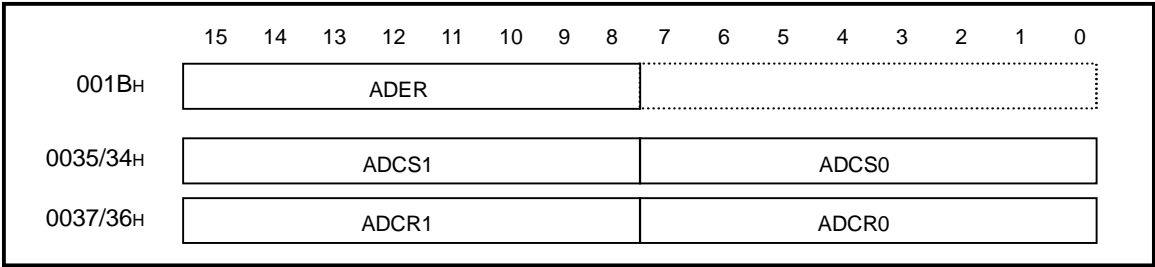 15 14 13 12 11 10 9 8 7 6 5 4 3 2 1 0
001BH ADER
0035/34H ADCS1 ADCS0
0037/36H ADCR1 ADCR0